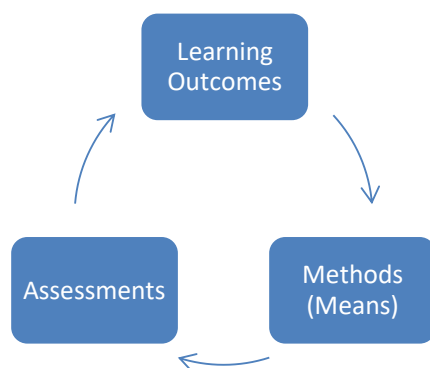 Learning
Outcomes
Assessments
Methods
(Means)